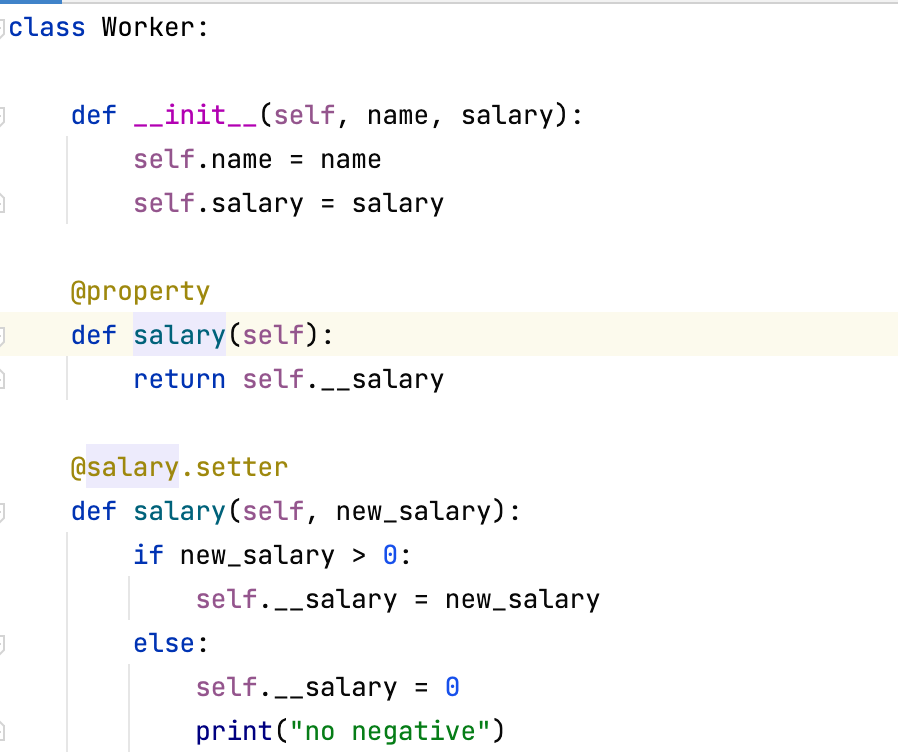 class Worker:
    def __init__(self, name, salary):
        self.name = name
        self.salary = salary
    @property
    def salary(self):
        return self.__salary
    @salary.setter
    def salary(self, new_salary):
        if new_salary > 0:
            self.__salary = new_salary
        else:
            self.__salary = 0
            print("no negative")